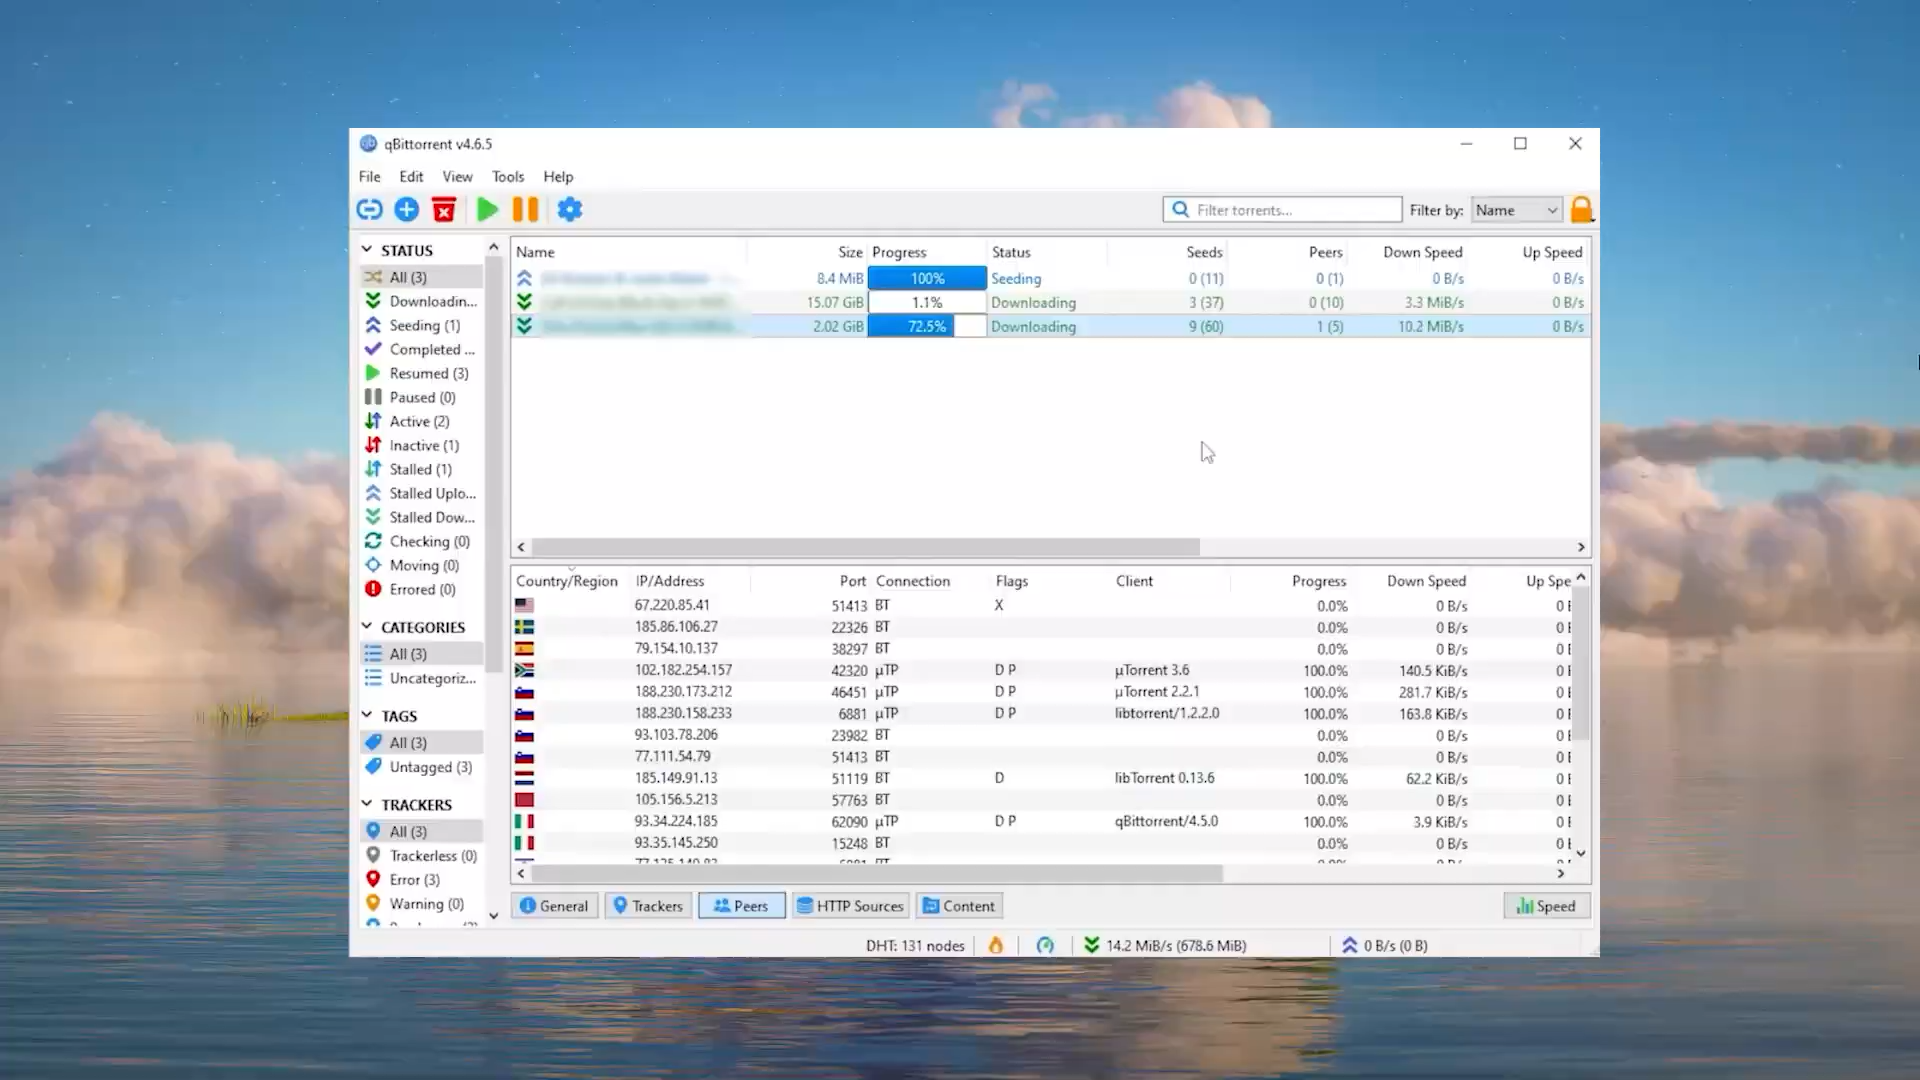 qBittorrent v4.6.5
File Edit View Tools Help
Filter torrents... Filter by: Name
STATUS
All (3)
Downloadin...
Seeding (1)
Completed ...
Resumed (3)
Paused (0)
Active (2)
Inactive (1)
Stalled (1)
Stalled Uplo...
Stalled Dow...
Checking (0)
Moving (0)
Errored (0)
CATEGORIES
All (3)
Uncategoriz...
TAGS
All (3)
Untagged (3)
TRACKERS
All (3)
Trackerless (0)
Error (3)
Warning (0)
Name Size Progress Status Seeds Peers Down Speed Up Speed
8.4 MiB 100% Seeding 0 (11) 0 (1) 0 B/s 0 B/s
15.07 GiB 1.1% Downloading 3 (37) 0 (10) 3.3 MiB/s 0 B/s
2.02 GiB 72.5% Downloading 9 (60) 1 (5) 10.2 MiB/s 0 B/s
Country/Region IP/Address Port Connection Flags Client Progress Down Speed Up Spe
67.220.85.41 51413 BT X 0.0% 0 B/s 0
185.86.106.27 22326 BT 0.0% 0 B/s 0
79.154.10.137 38297 BT 0.0% 0 B/s 0
102.182.254.157 42320 μTP D P μTorrent 3.6 100.0% 140.5 KiB/s 0
188.230.173.212 46451 μTP D P μTorrent 2.2.1 100.0% 281.7 KiB/s 0
188.230.158.233 6881 μTP D P libtorrent/1.2.2.0 100.0% 163.8 KiB/s 0
93.103.78.206 23982 BT 0.0% 0 B/s 0
77.111.54.79 51413 BT 0.0% 0 B/s 0
185.149.91.13 51119 BT D libTorrent 0.13.6 100.0% 62.2 KiB/s 0
105.156.5.213 57763 BT 0.0% 0 B/s 0
93.34.224.185 62090 μTP D P qBittorrent/4.5.0 100.0% 3.9 KiB/s 0
93.35.145.250 15248 BT 0.0% 0 B/s 0
General Trackers Peers HTTP Sources Content Speed
DHT: 131 nodes 14.2 MiB/s (678.6 MiB) 0 B/s (0 B)